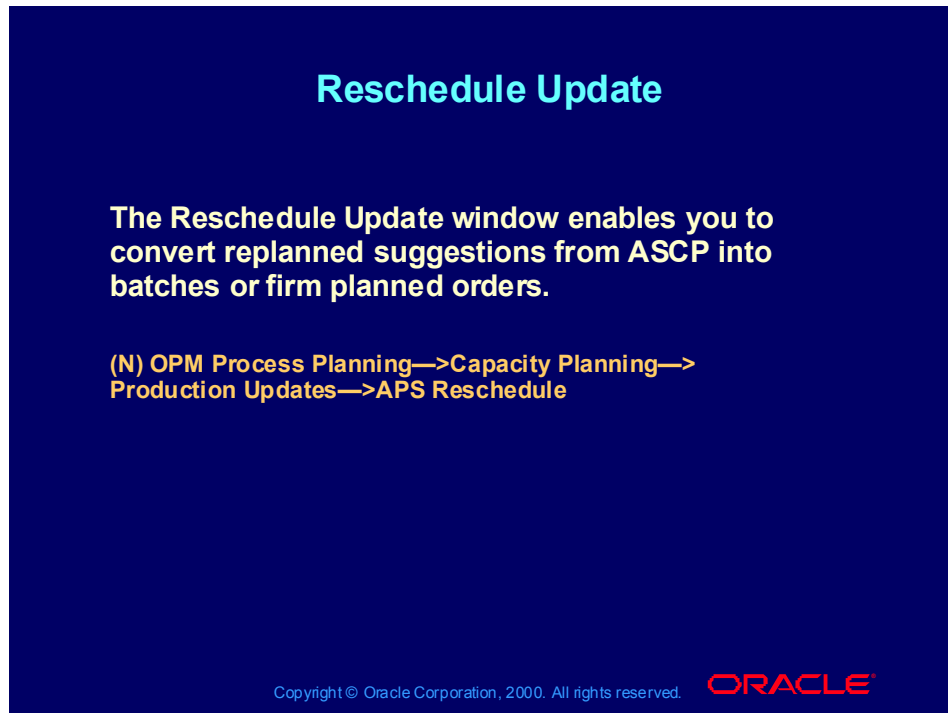 Reschedule Update
The Reschedule Update window enables you to
convert replanned suggestions from ASCP into
batches or firm planned orders.
(N) OPM Process Planning—>Capacity Planning—>
Production Updates—>APS Reschedule
Copyright © Oracle Corporation, 2000. All rights reserved.
ORACLE®